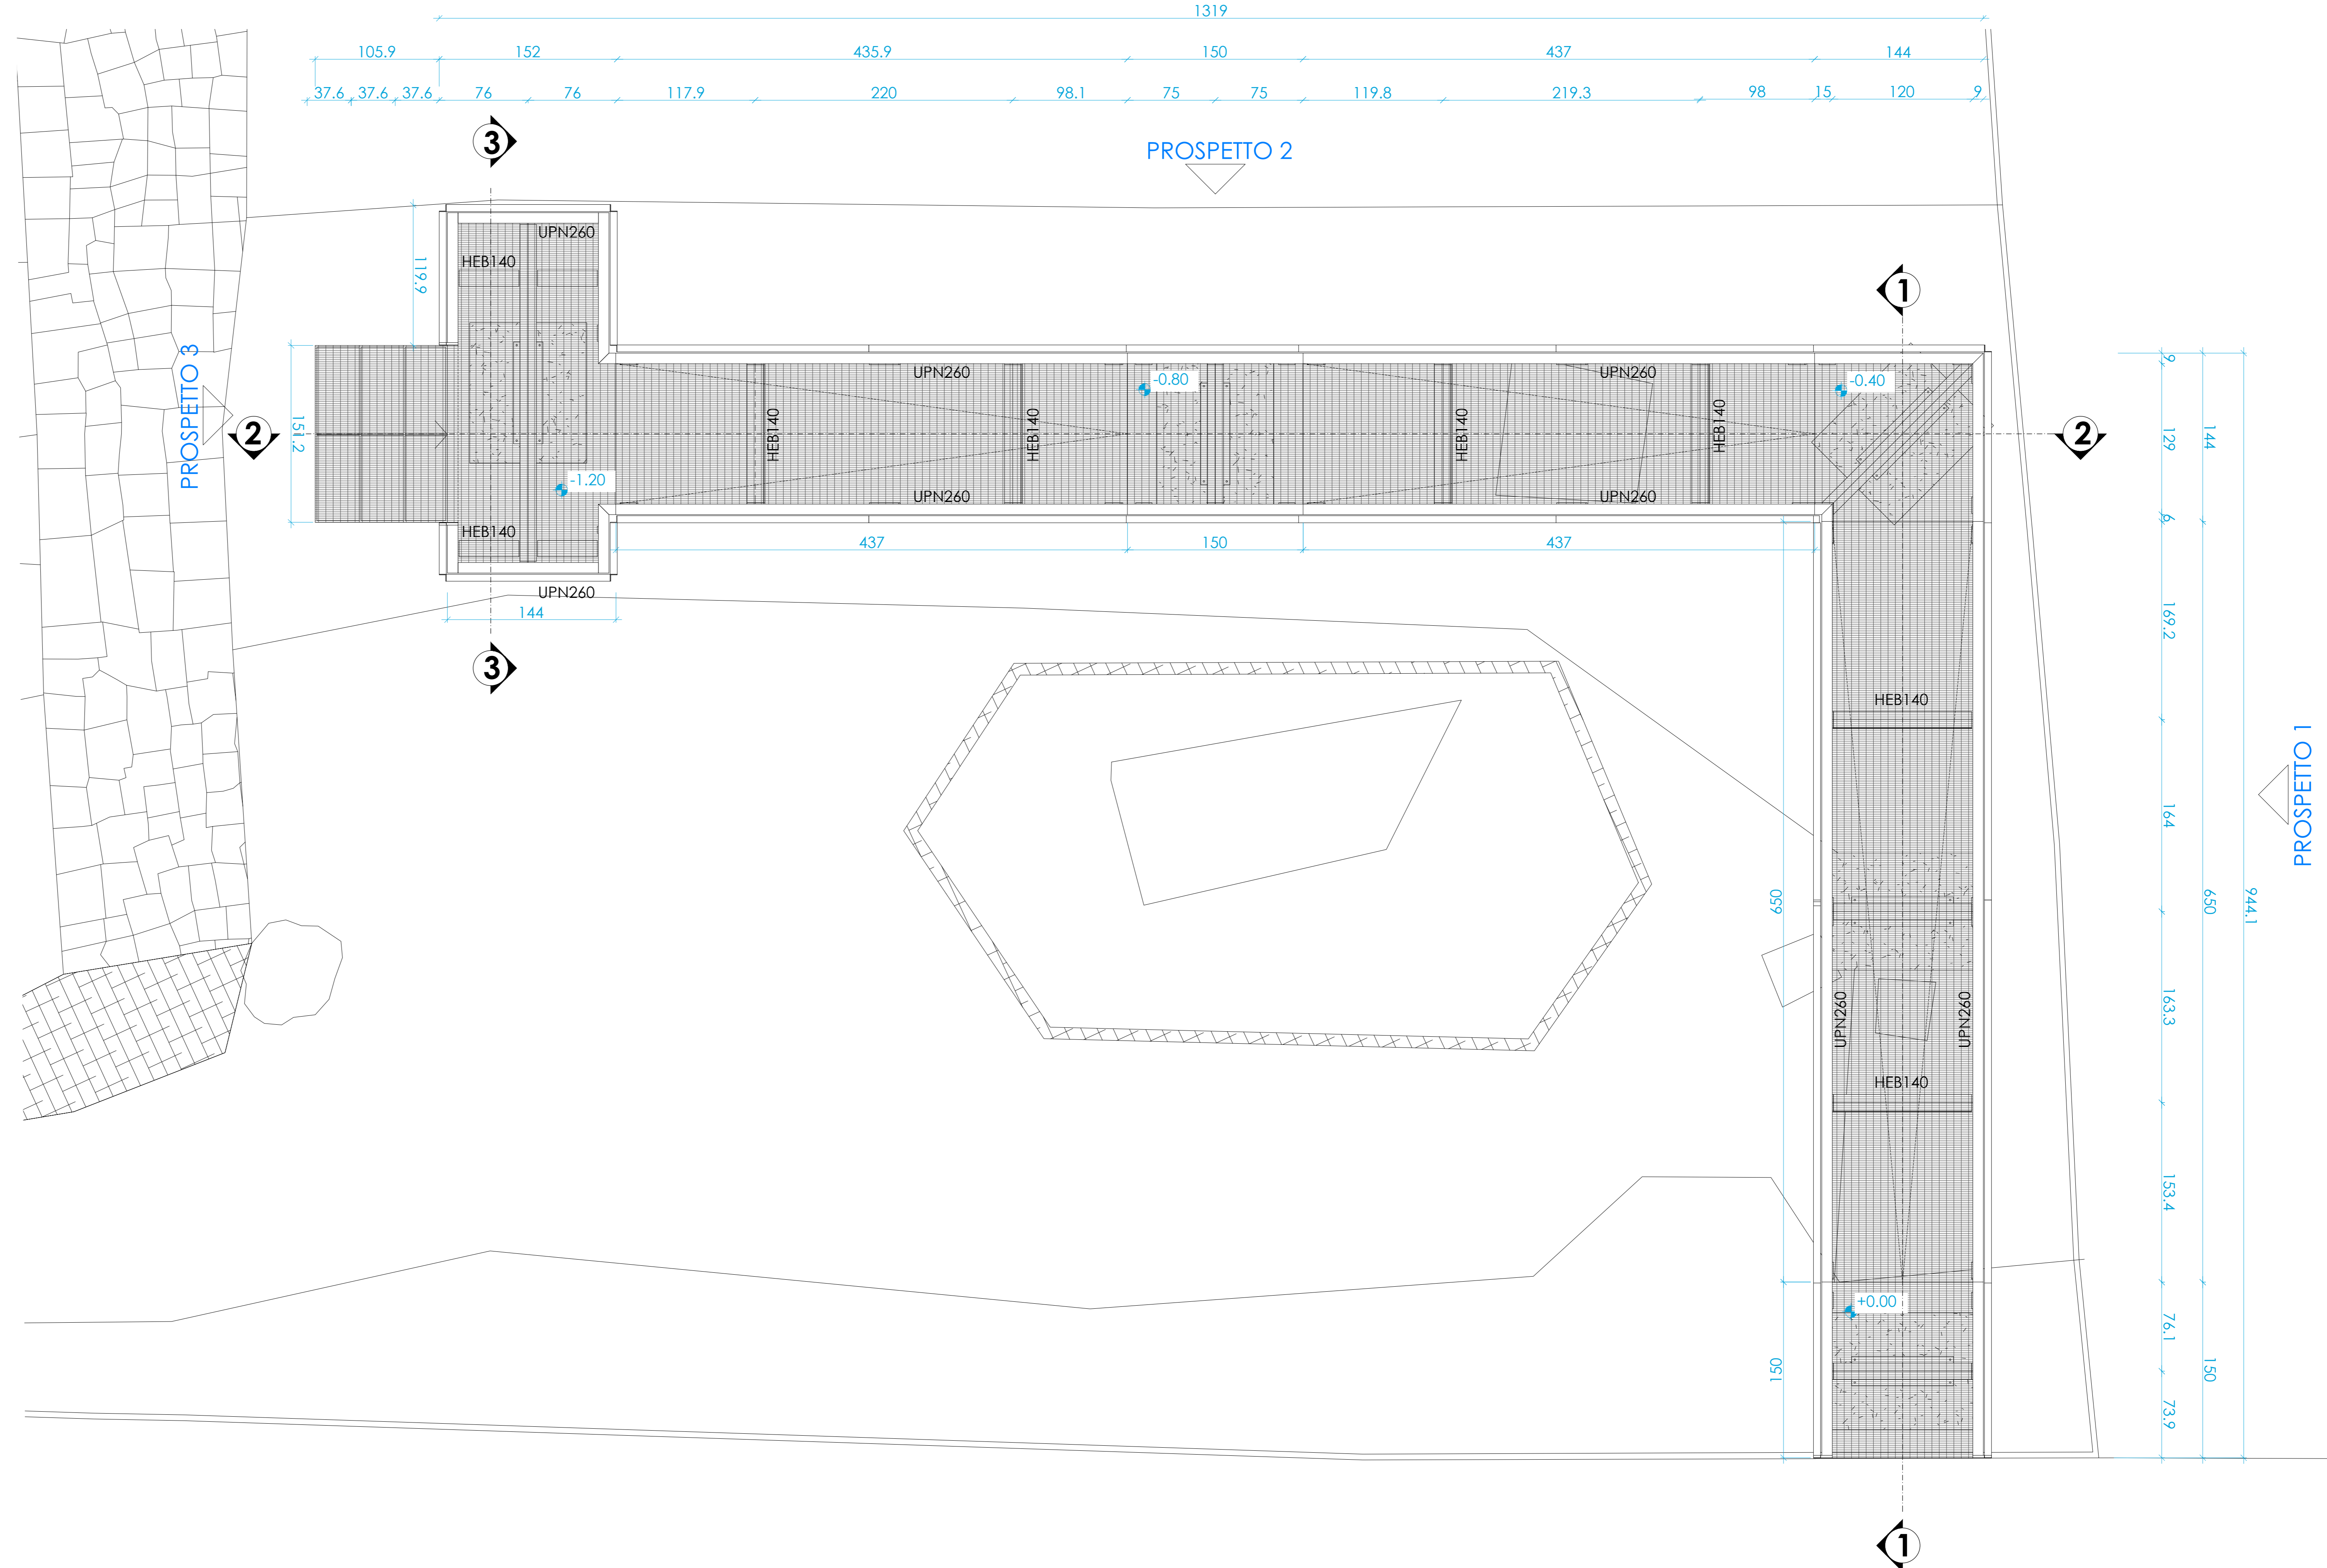 1319
105.9 152 435.9 150 437 144
37.6 37.6 37.6 76 76 117.9 220 98.1 75 75 119.8 219.3 98 15 120 9
3
PROSPETTO 2
UPN260
HEB140
119.9
1
PROSPETTO 3
2
151.2
UPN260
-0.80
UPN260
-0.40
HEB140
HEB140
HEB140
HEB140
2
-1.20
UPN260
UPN260
HEB140
437 150 437
UPN260
144
3
9
129
6
144
169.2
HEB140
164
PROSPETTO 1
650
650
944.1
163.3
UPN260
UPN260
HEB140
153.4
+0.00
76.1
150
150
73.9
1